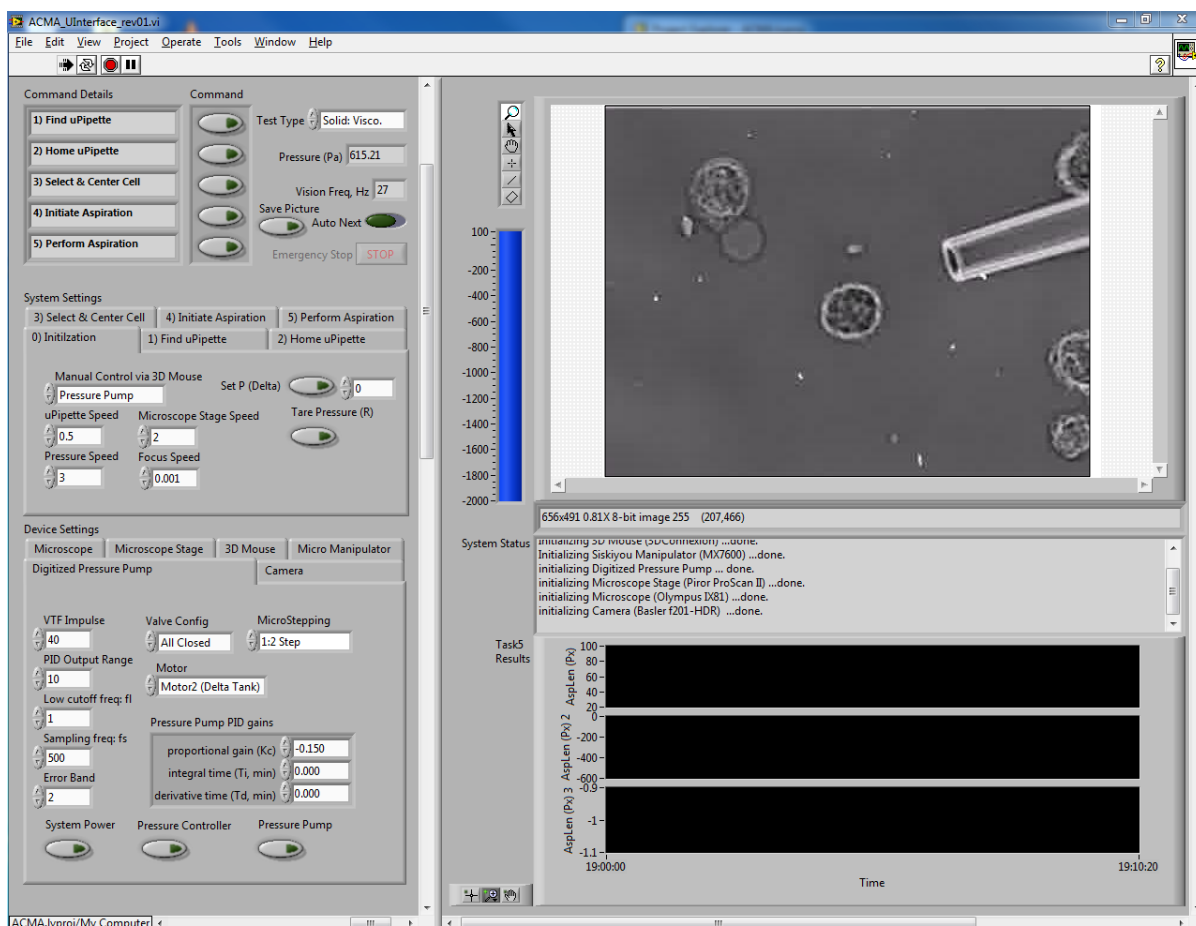 ACMA_UInterface_rev01.vi
File Edit View Project Operate Tools Window Help
Command Details
Command
1) Find uPipette
2) Home uPipette
3) Select & Center Cell
4) Initiate Aspiration
5) Perform Aspiration
Test Type Solid: Visco.
Pressure (Pa) 615.21
Vision Freq, Hz 27
Save Picture
Auto Next
Emergency Stop STOP
System Settings
3) Select & Center Cell 4) Initiate Aspiration 5) Perform Aspiration
0) Initilzation 1) Find uPipette 2) Home uPipette
Manual Control via 3D Mouse
Pressure Pump
Set P (Delta) 0
uPipette Speed Microscope Stage Speed Tare Pressure (R)
0.5 2
Pressure Speed Focus Speed
3 0.001
Device Settings
Microscope Microscope Stage 3D Mouse Micro Manipulator
Digitized Pressure Pump Camera
VTF Impulse Valve Config MicroStepping
40 All Closed 1:2 Step
PID Output Range Motor
10 Motor2 (Delta Tank)
Low cutoff freq: fl
1
Pressure Pump PID gains
Sampling freq: fs
500
proportional gain (Kc) -0.150
integral time (Ti, min) 0.000
Error Band
2
derivative time (Td, min) 0.000
System Power Pressure Controller Pressure Pump
ACMA.lvproj/My Computer
100
-200
-400
-600
-800
-1000
-1200
-1400
-1600
-1800
-2000
656x491 0.81X 8-bit image 255 (207,466)
System Status
Initializing 3D Mouse (3DConnexion) ...done.
Initializing Siskiyou Manipulator (MX7600) ...done.
initializing Digitized Pressure Pump ... done.
initializing Microscope Stage (Piror ProScan II) ...done.
initializing Microscope (Olympus IX81) ...done.
initializing Camera (Basler f201-HDR) ...done.
Task5
Results
AspLen (Px)
100
80
60
40
20
AspLen (Px) 2
0
-200
-400
-600
AspLen (Px) 3
-0.9
-1
-1.1
19:00:00 19:10:20
Time